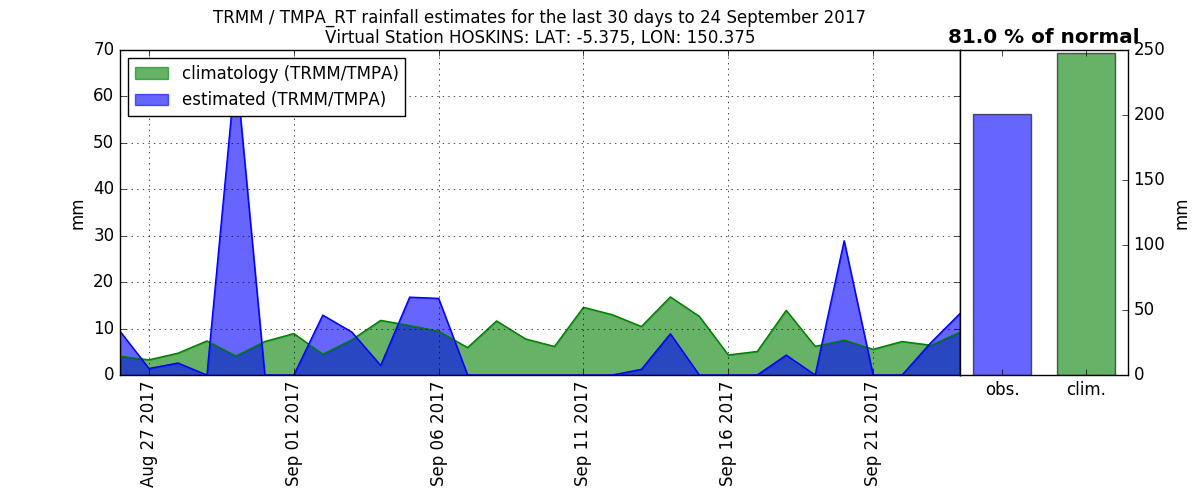 TRMM / TMPA_RT rainfall estimates for the last 30 days to 24 September 2017
Virtual Station HOSKINS: LAT: -5.375, LON: 150.375
81.0 % of normal
climatology (TRMM/TMPA)
estimated (TRMM/TMPA)
70
60
50
40
30
20
10
0
mm
Aug 27 2017
Sep 01 2017
Sep 06 2017
Sep 11 2017
Sep 16 2017
Sep 21 2017
250
200
150
100
50
0
mm
obs.
clim.